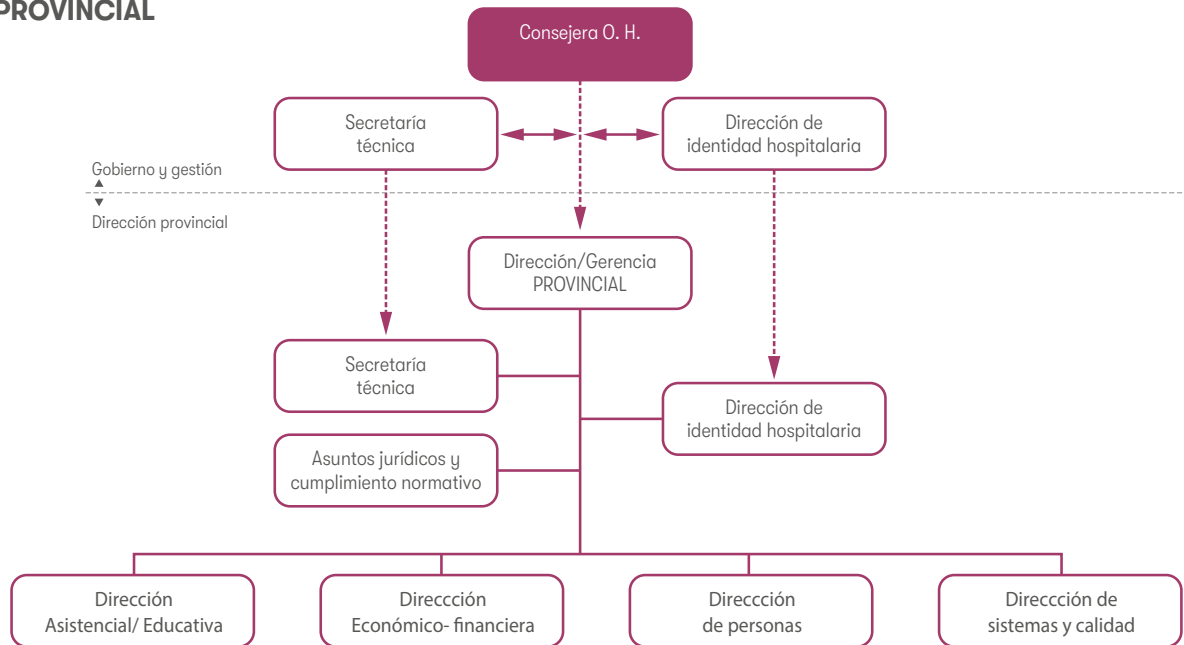 PROVINCIAL
Consejera O. H.
Secretaría
técnica
Dirección de
identidad hospitalaria
Gobierno y gestión
Dirección provincial
Dirección/Gerencia
PROVINCIAL
Secretaría
técnica
Dirección de
identidad hospitalaria
Asuntos jurídicos y
cumplimiento normativo
Dirección
Asistencial/ Educativa
Direccción
Económico- financiera
Direccción
de personas
Direccción de
sistemas y calidad